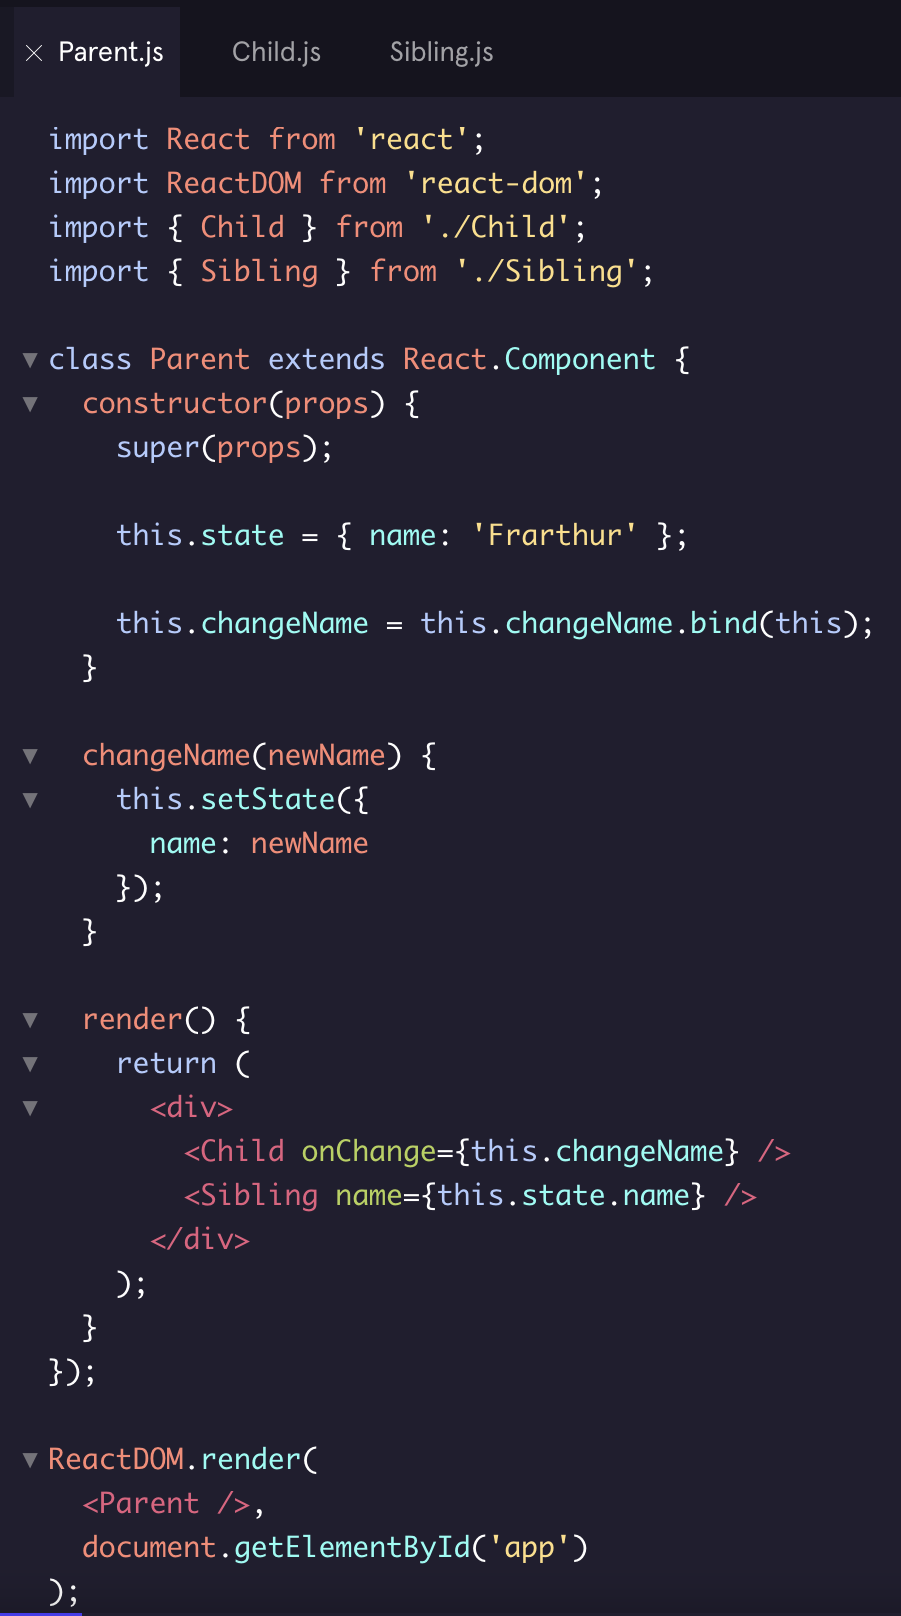 Parent.js Child.js Sibling.js
import React from 'react';
import ReactDOM from 'react-dom';
import { Child } from './Child';
import { Sibling } from './Sibling';
class Parent extends React.Component {
  constructor(props) {
    super(props);
    this.state = { name: 'Frarthur' };
    this.changeName = this.changeName.bind(this);
  }
  changeName(newName) {
    this.setState({
      name: newName
    });
  }
  render() {
    return (
      <div>
        <Child onChange={this.changeName} />
        <Sibling name={this.state.name} />
      </div>
    );
  }
});
ReactDOM.render(
  <Parent />,
  document.getElementById('app')
);